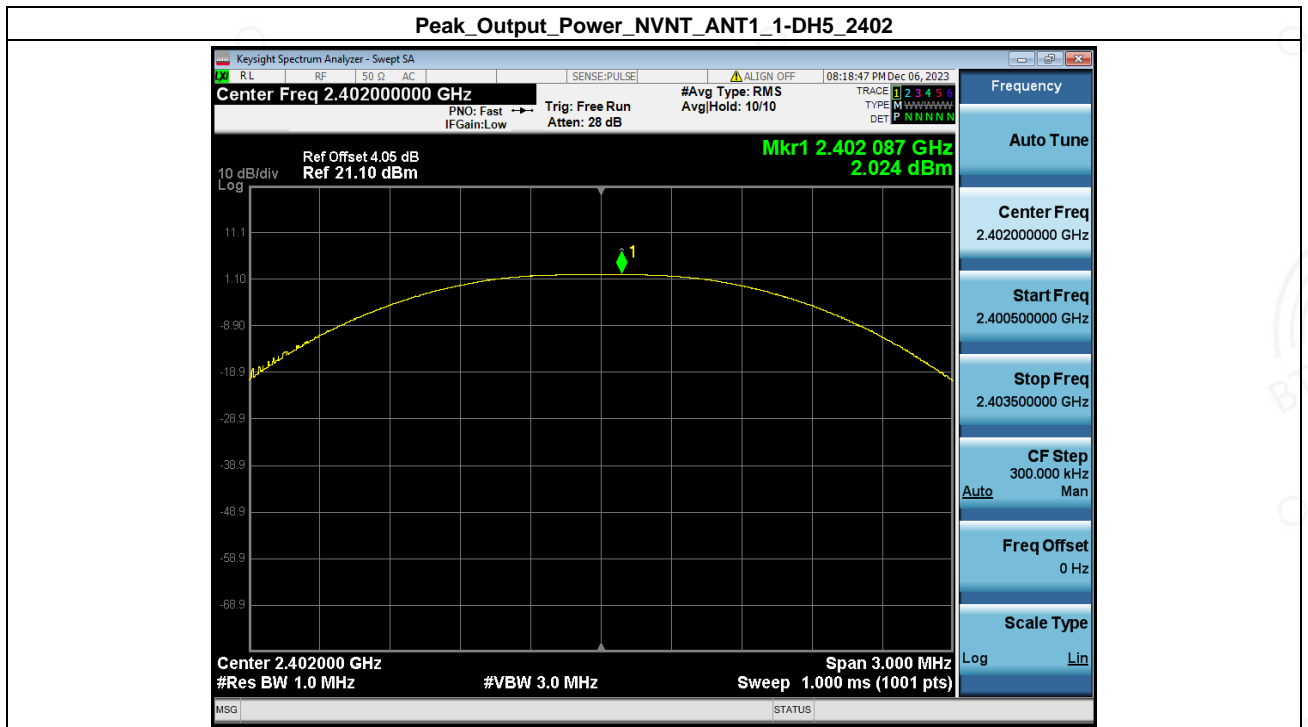 Peak_Output_Power_NVNT_ANT1_1-DH5_2402
Keysight Spectrum Analyzer - Swept SA
LXI RL RF 50 Ω AC SENSE:PULSE ALIGN OFF 08:18:47 PM Dec 06, 2023
Center Freq 2.402000000 GHz
PNO: Fast
IFGain:Low
Trig: Free Run
Atten: 28 dB
#Avg Type: RMS
Avg|Hold: 10/10
TRACE 1 2 3 4 5 6
TYPE M WWWWW
DET P N N N N N
Mkr1 2.402 087 GHz
2.024 dBm
Ref Offset 4.05 dB
10 dB/div Ref 21.10 dBm
Log
1
11.1
1.10
-8.90
-18.9
-28.9
-38.9
-48.9
-58.9
-68.9
Center 2.402000 GHz Span 3.000 MHz
#Res BW 1.0 MHz #VBW 3.0 MHz Sweep 1.000 ms (1001 pts)
MSG STATUS
Frequency
Auto Tune
Center Freq
2.402000000 GHz
Start Freq
2.400500000 GHz
Stop Freq
2.403500000 GHz
CF Step
300.000 kHz
Auto Man
Freq Offset
0 Hz
Scale Type
Log Lin